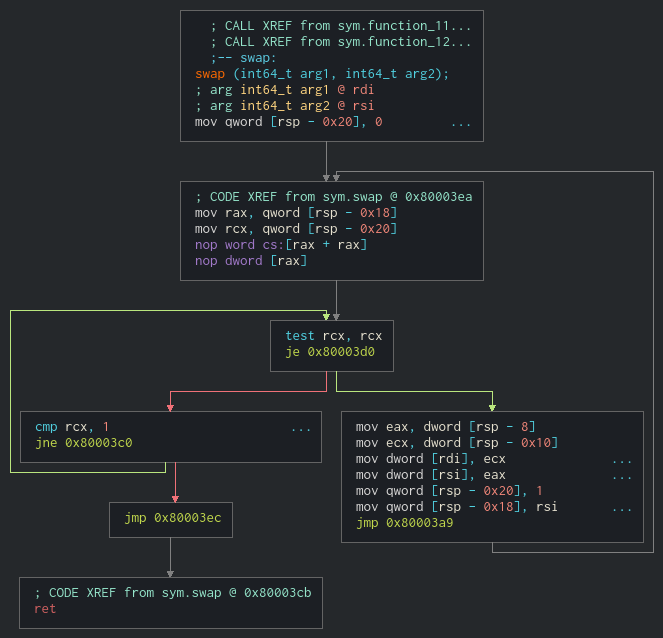 ; CALL XREF from sym.function_11...
; CALL XREF from sym.function_12...
;-- swap:
swap (int64_t arg1, int64_t arg2);
; arg int64_t arg1 @ rdi
; arg int64_t arg2 @ rsi
mov qword [rsp - 0x20], 0 ...
; CODE XREF from sym.swap @ 0x80003ea
mov rax, qword [rsp - 0x18]
mov rcx, qword [rsp - 0x20]
nop word cs:[rax + rax]
nop dword [rax]
test rcx, rcx
je 0x80003d0
cmp rcx, 1 ...
jne 0x80003c0
mov eax, dword [rsp - 8]
mov ecx, dword [rsp - 0x10]
mov dword [rdi], ecx ...
mov dword [rsi], eax ...
mov qword [rsp - 0x20], 1
mov qword [rsp - 0x18], rsi ...
jmp 0x80003a9
jmp 0x80003ec
; CODE XREF from sym.swap @ 0x80003cb
ret